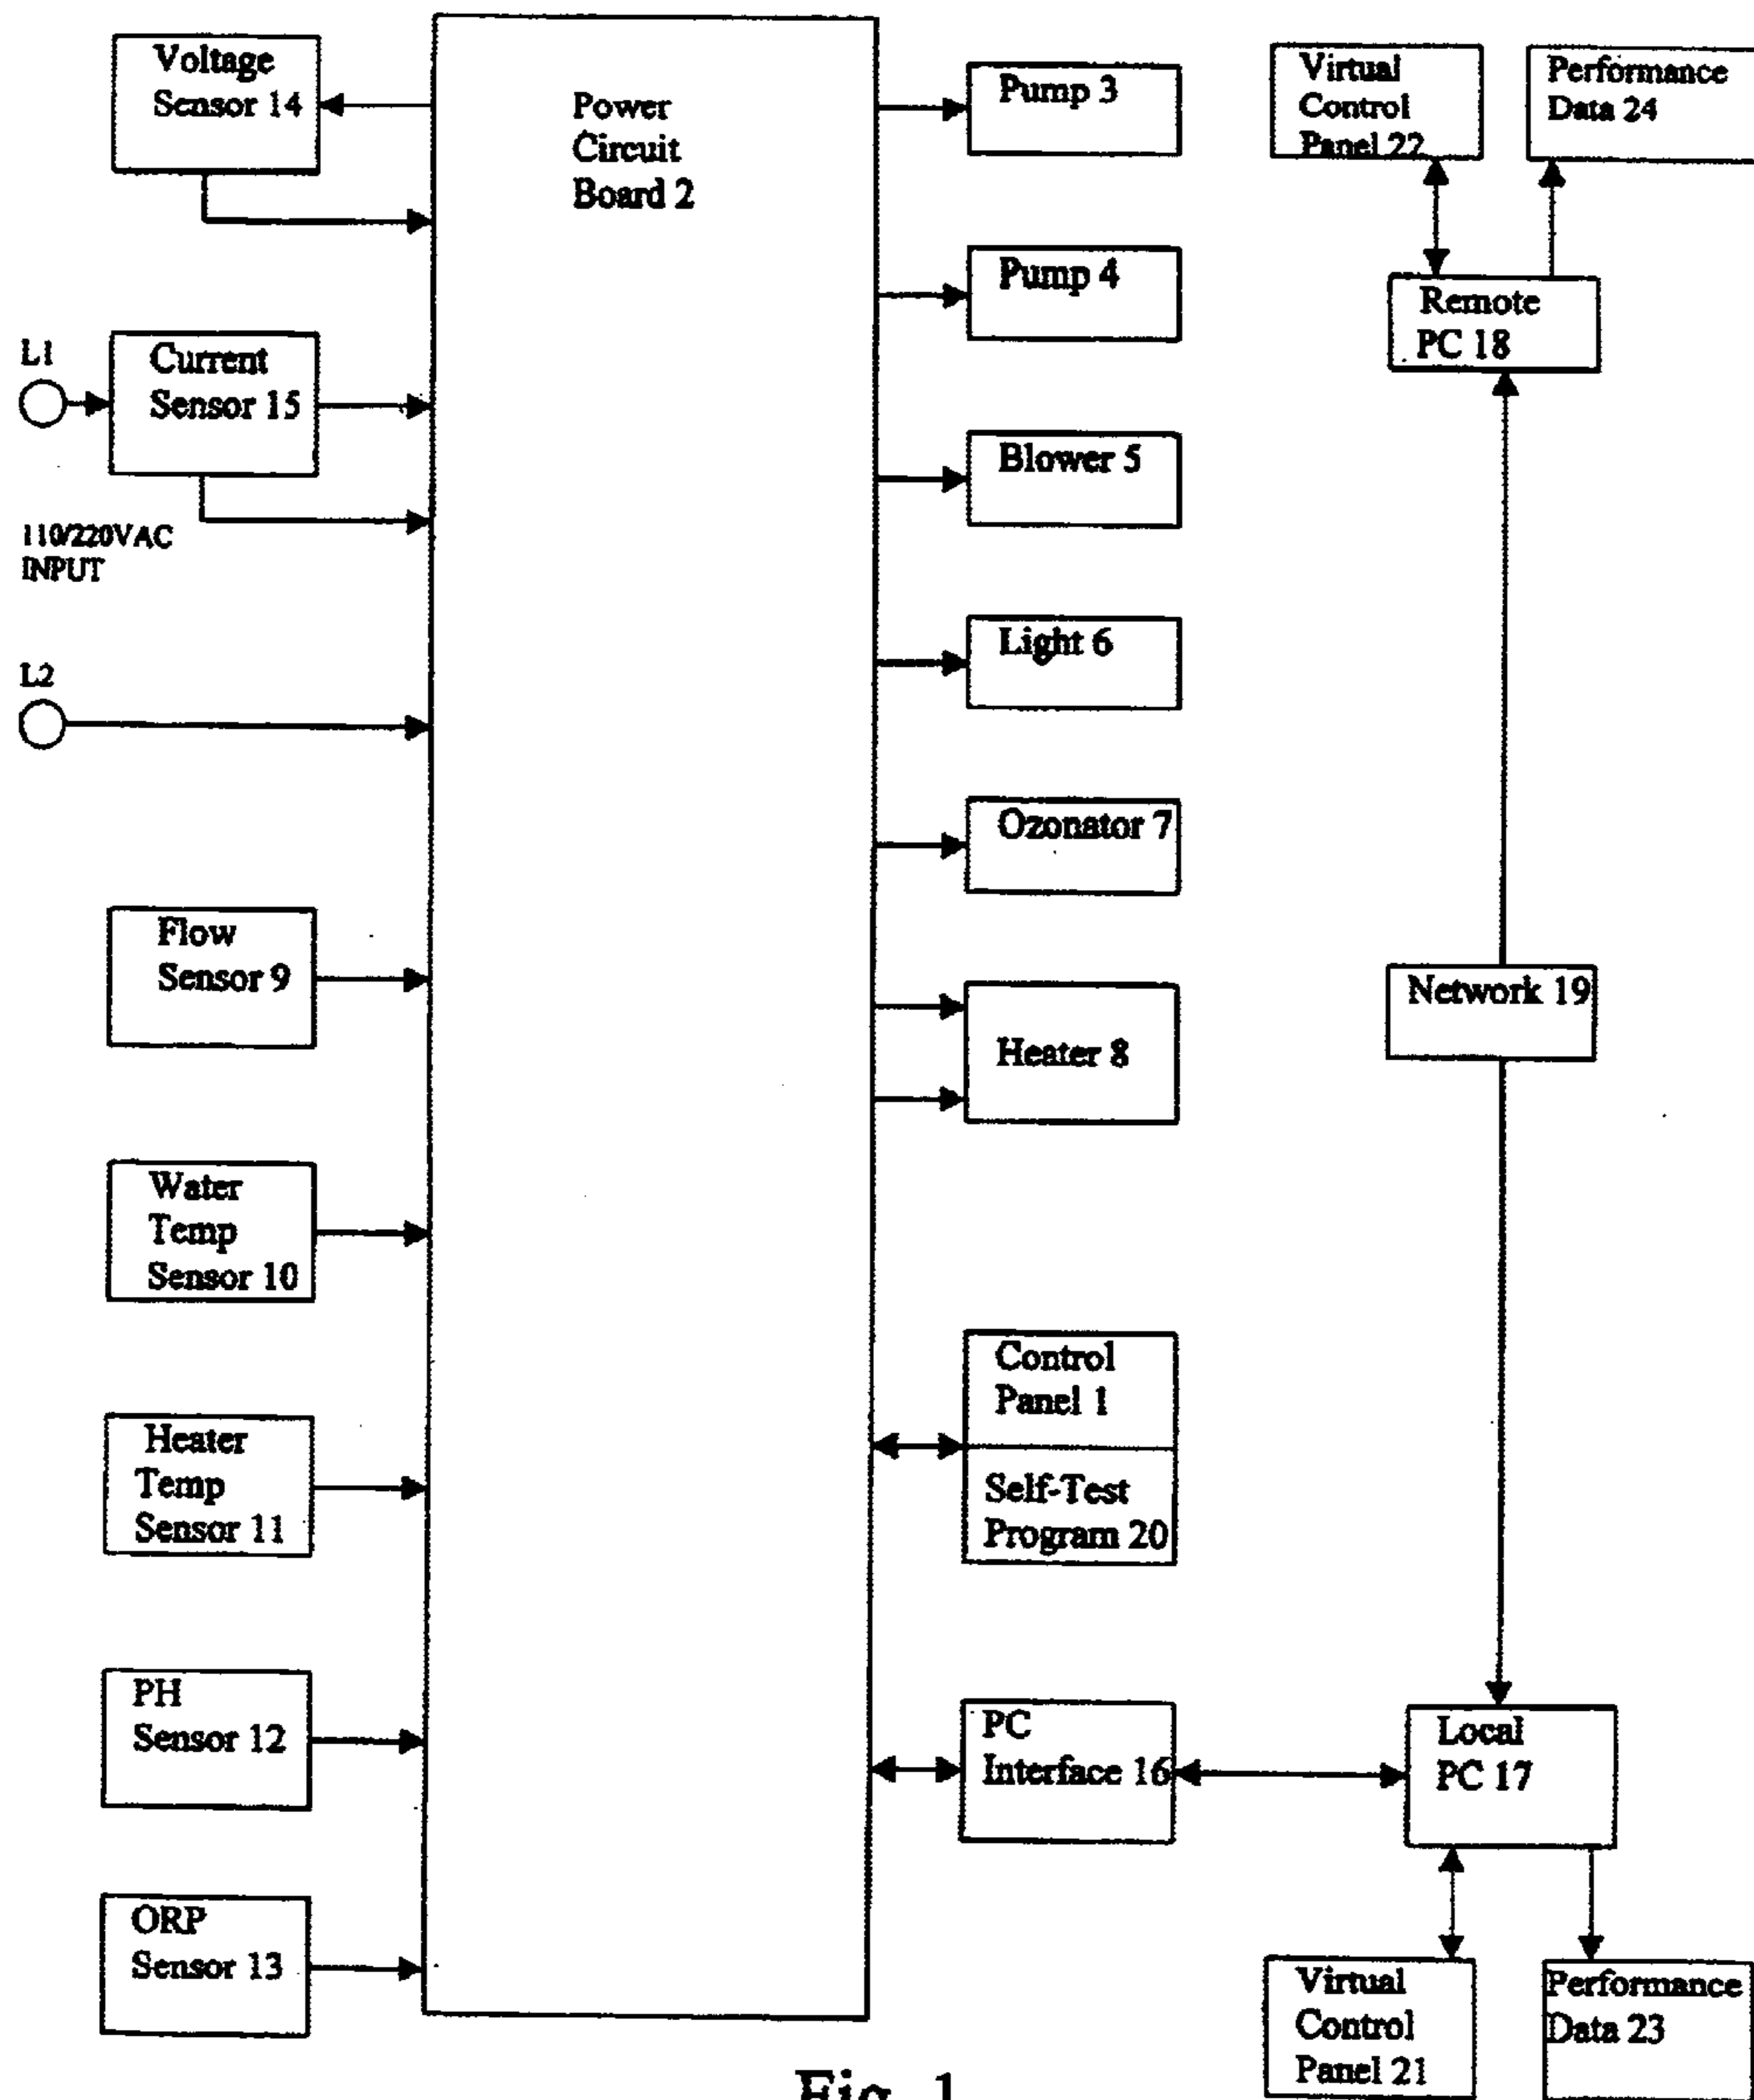 Voltage
Sensor 14
Power
Circuit
Board 2
Pump 3
Virtual
Control
Panel 22
Performance
Data 24
Pump 4
Remote
PC 18
L1
Current
Sensor 15
Blower 5
110/220VAC
INPUT
Light 6
L2
Ozonator 7
Flow
Sensor 9
Network 19
Heater 8
Water
Temp
Sensor 10
Control
Panel 1
Self-Test
Program 20
Heater
Temp
Sensor 11
PH
Sensor 12
PC
Interface 16
Local
PC 17
ORP
Sensor 13
Virtual
Control
Panel 21
Performance
Data 23
Fig. 1